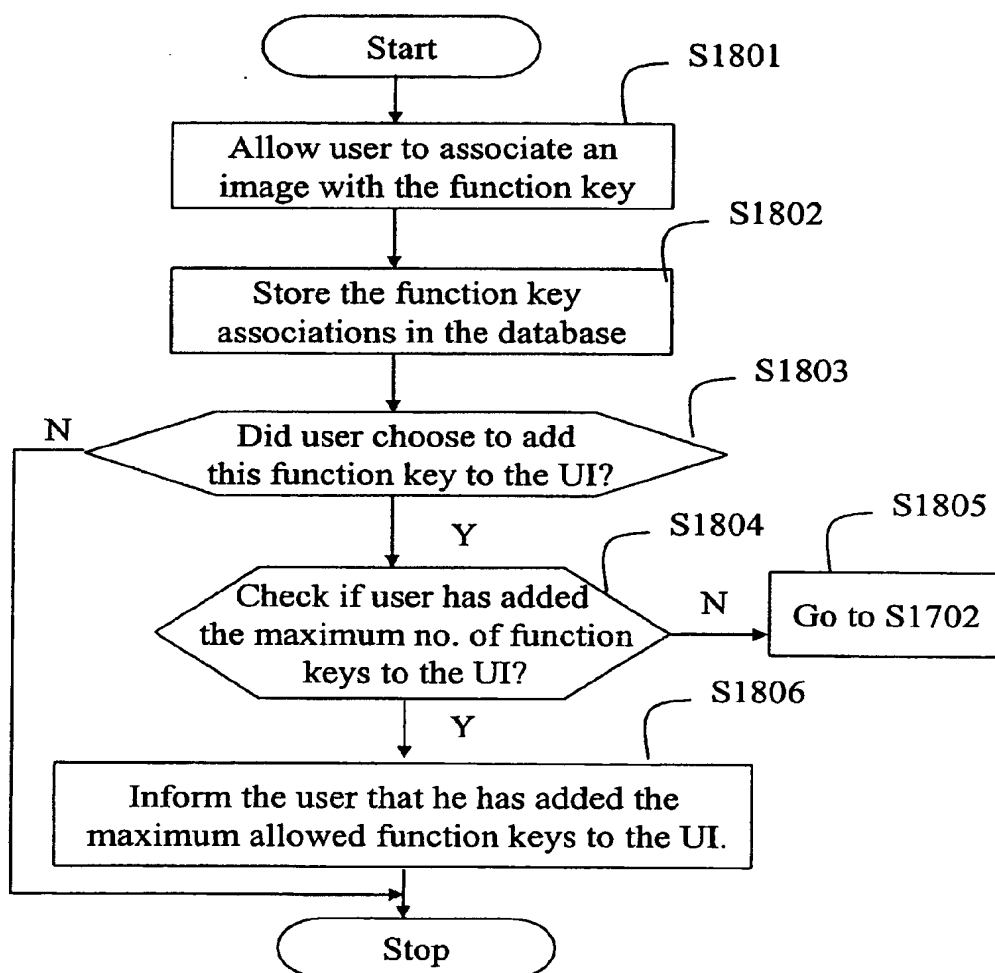 Start
S1801
Allow user to associate an
image with the function key
S1802
Store the function key
associations in the database
S1803
N
Did user choose to add
this function key to the UI?
Y
S1804
S1805
Check if user has added
the maximum no. of function
keys to the UI?
N
Go to S1702
Y
S1806
Inform the user that he has added the
maximum allowed function keys to the UI.
Stop